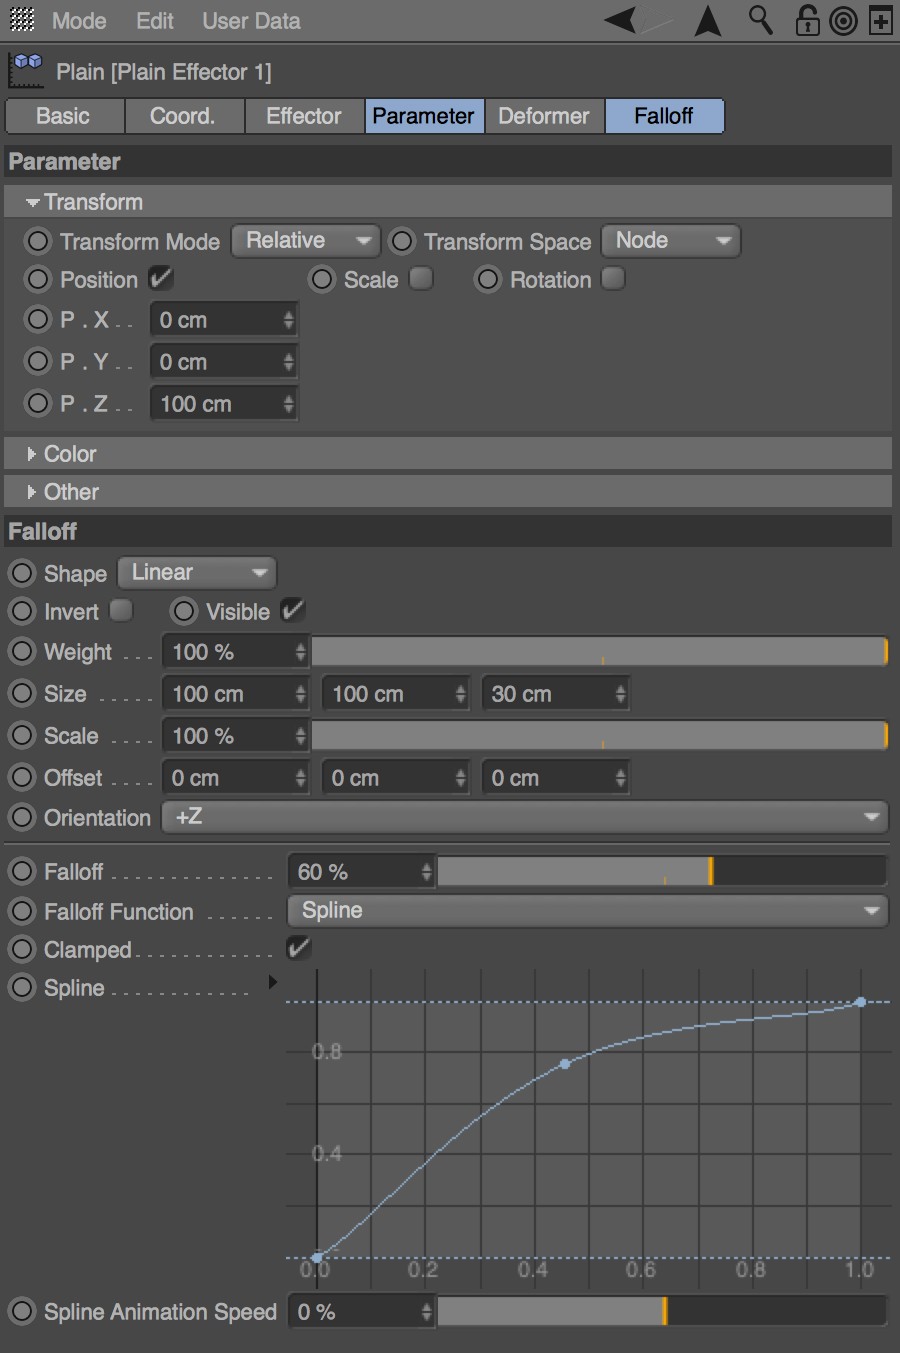 Mode Edit User Data
Plain [Plain Effector 1]
Basic Coord. Effector Parameter Deformer Falloff
Parameter
Transform
Transform Mode Relative Transform Space Node
Position Scale Rotation
P . X . . 0 cm
P . Y . . 0 cm
P . Z . . 100 cm
Color
Other
Falloff
Shape Linear
Invert Visible
Weight . . . 100 %
Size . . . . . 100 cm 100 cm 30 cm
Scale . . . . 100 %
Offset . . . . 0 cm 0 cm 0 cm
Orientation +Z
Falloff . . . . . . . . . . . . . 60 %
Falloff Function . . . . . Spline
Clamped . . . . . . . . . . .
Spline . . . . . . . . . . .
0.8
0.4
0.0 0.2 0.4 0.6 0.8 1.0
Spline Animation Speed 0 %